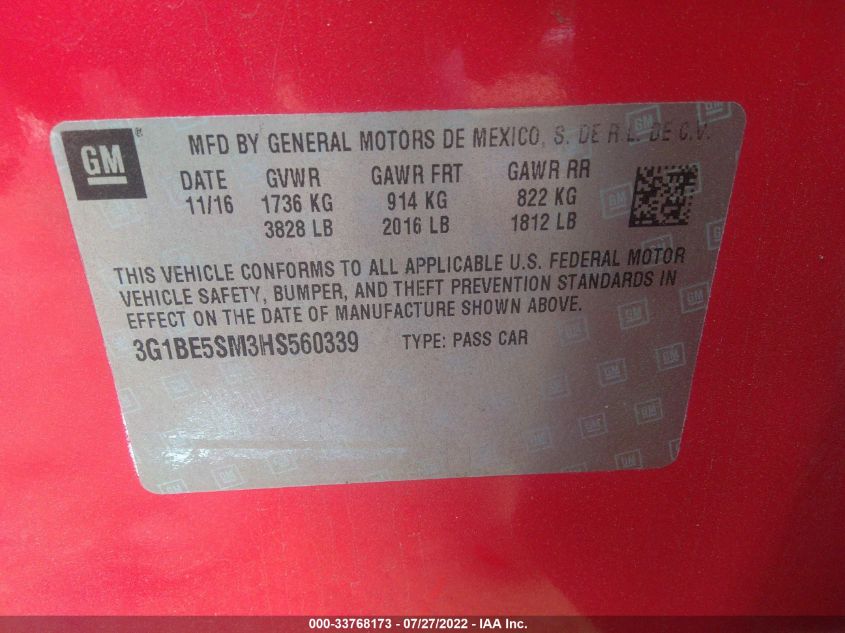 GM ® MFD BY GENERAL MOTORS DE MEXICO, S. DE R.L. DE C.V.
DATE GVWR GAWR FRT GAWR RR
11/16 1736 KG 914 KG 822 KG
3828 LB 2016 LB 1812 LB
THIS VEHICLE CONFORMS TO ALL APPLICABLE U.S. FEDERAL MOTOR
VEHICLE SAFETY, BUMPER, AND THEFT PREVENTION STANDARDS IN
EFFECT ON THE DATE OF MANUFACTURE SHOWN ABOVE.
3G1BE5SM3HS560339 TYPE: PASS CAR
000-33768173 / 07/27/2022 - IAA Inc.